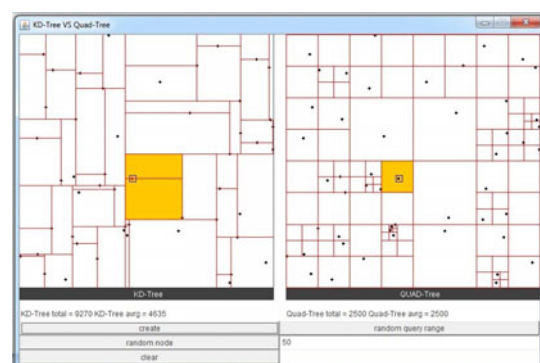 KD-Tree VS Quad-Tree
KD-Tree
QUAD-Tree
KD-Tree total = 9270 KD-Tree avrg = 4635
Quad-Tree total = 2500 Quad-Tree avrg = 2500
create
random query range
random node
50
clear